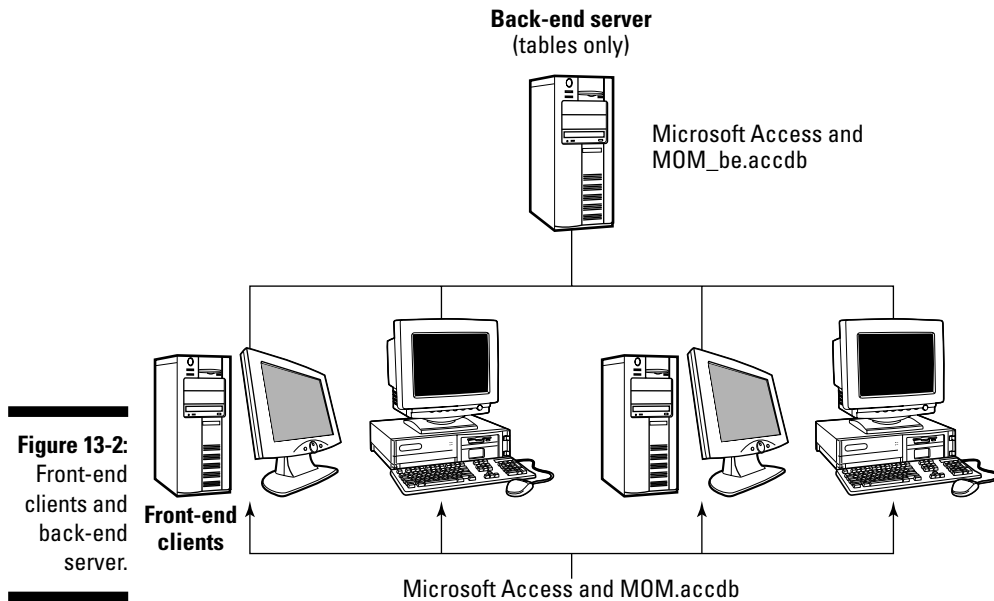 Back-end server
(tables only)
Microsoft Access and
MOM_be.accdb
Figure 13-2:
Front-end
clients and
back-end
server.
Front-end
clients
Microsoft Access and MOM.accdb